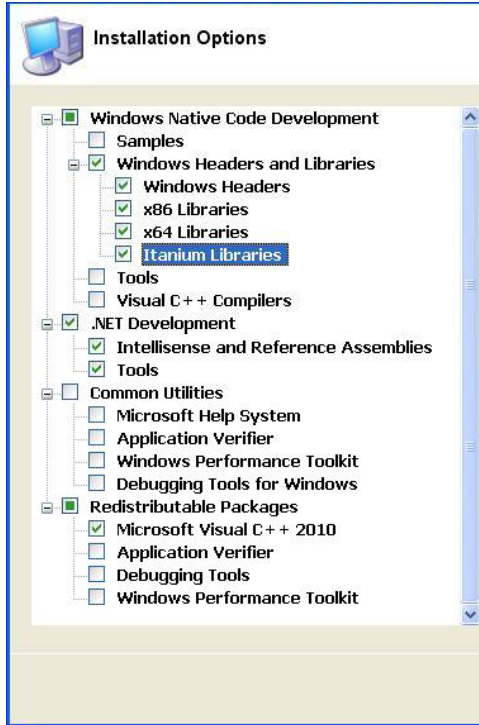 Installation Options
Windows Native Code Development
Samples
Windows Headers and Libraries
Windows Headers
x86 Libraries
x64 Libraries
Itanium Libraries
Tools
Visual C++ Compilers
.NET Development
Intellisense and Reference Assemblies
Tools
Common Utilities
Microsoft Help System
Application Verifier
Windows Performance Toolkit
Debugging Tools for Windows
Redistributable Packages
Microsoft Visual C++ 2010
Application Verifier
Debugging Tools
Windows Performance Toolkit